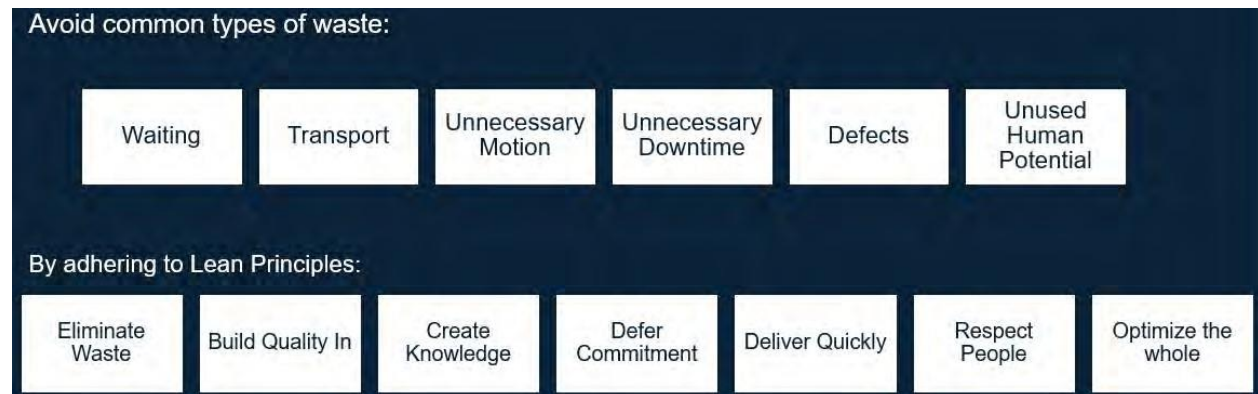 Avoid common types of waste:
Waiting
Transport
Unnecessary
Motion
Unnecessary
Downtime
Defects
Unused
Human
Potential
By adhering to Lean Principles:
Eliminate
Waste
Build Quality In
Create
Knowledge
Defer
Commitment
Deliver Quickly
Respect
People
Optimize the
whole